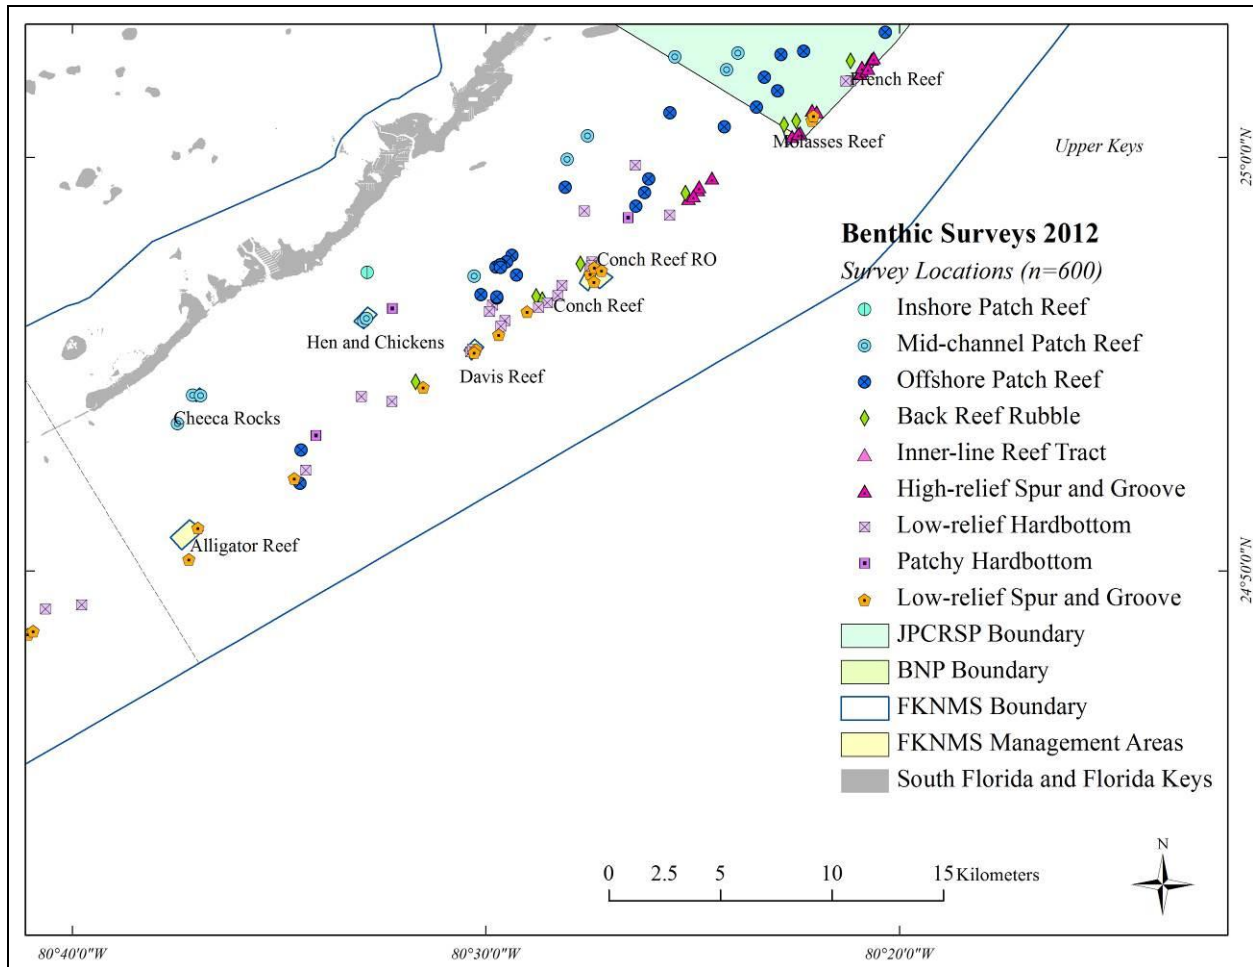 French Reef
Molasses Reef
Upper Keys
25°0'0"N
Benthic Surveys 2012
Survey Locations (n=600)
Conch Reef RO
Inshore Patch Reef
Conch Reef
Hen and Chickens
Mid-channel Patch Reef
Davis Reef
Offshore Patch Reef
Checca Rocks
Back Reef Rubble
Inner-line Reef Tract
High-relief Spur and Groove
Low-relief Hardbottom
Alligator Reef
Patchy Hardbottom
24°50'0"N
Low-relief Spur and Groove
JPCRSP Boundary
BNP Boundary
FKNMS Boundary
FKNMS Management Areas
South Florida and Florida Keys
N
0 2.5 5 10 15 Kilometers
80°40'0"W 80°30'0"W 80°20'0"W